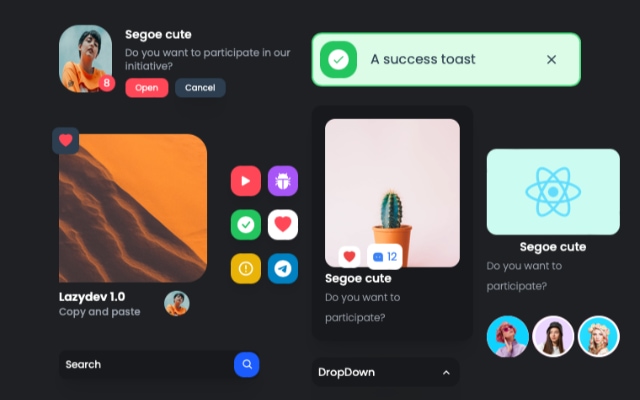 Segoe cute
Do you want to participate in our
initiative?
8
Open
Cancel
A success toast
Lazydev 1.0
Copy and paste
12
Segoe cute
Do you want to
participate?
Segoe cute
Do you want to
participate?
Search
DropDown